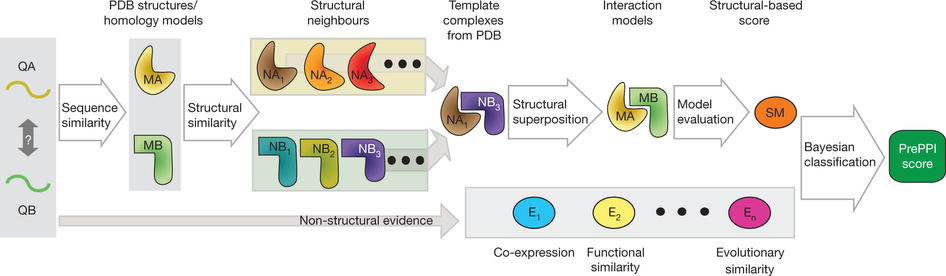 PDB structures/
homology models
Structural
neighbours
Template
complexes
from PDB
Interaction
models
Structural-based
score
QA
?
QB
Sequence
similarity
MA
MB
Structural
similarity
NA1
NA2
NA3
NB1
NB2
NB3
NA1
NB3
Structural
superposition
MA
MB
Model
evaluation
SM
Bayesian
classification
PrePPI
score
Non-structural evidence
E1
E2
En
Co-expression
Functional
similarity
Evolutionary
similarity